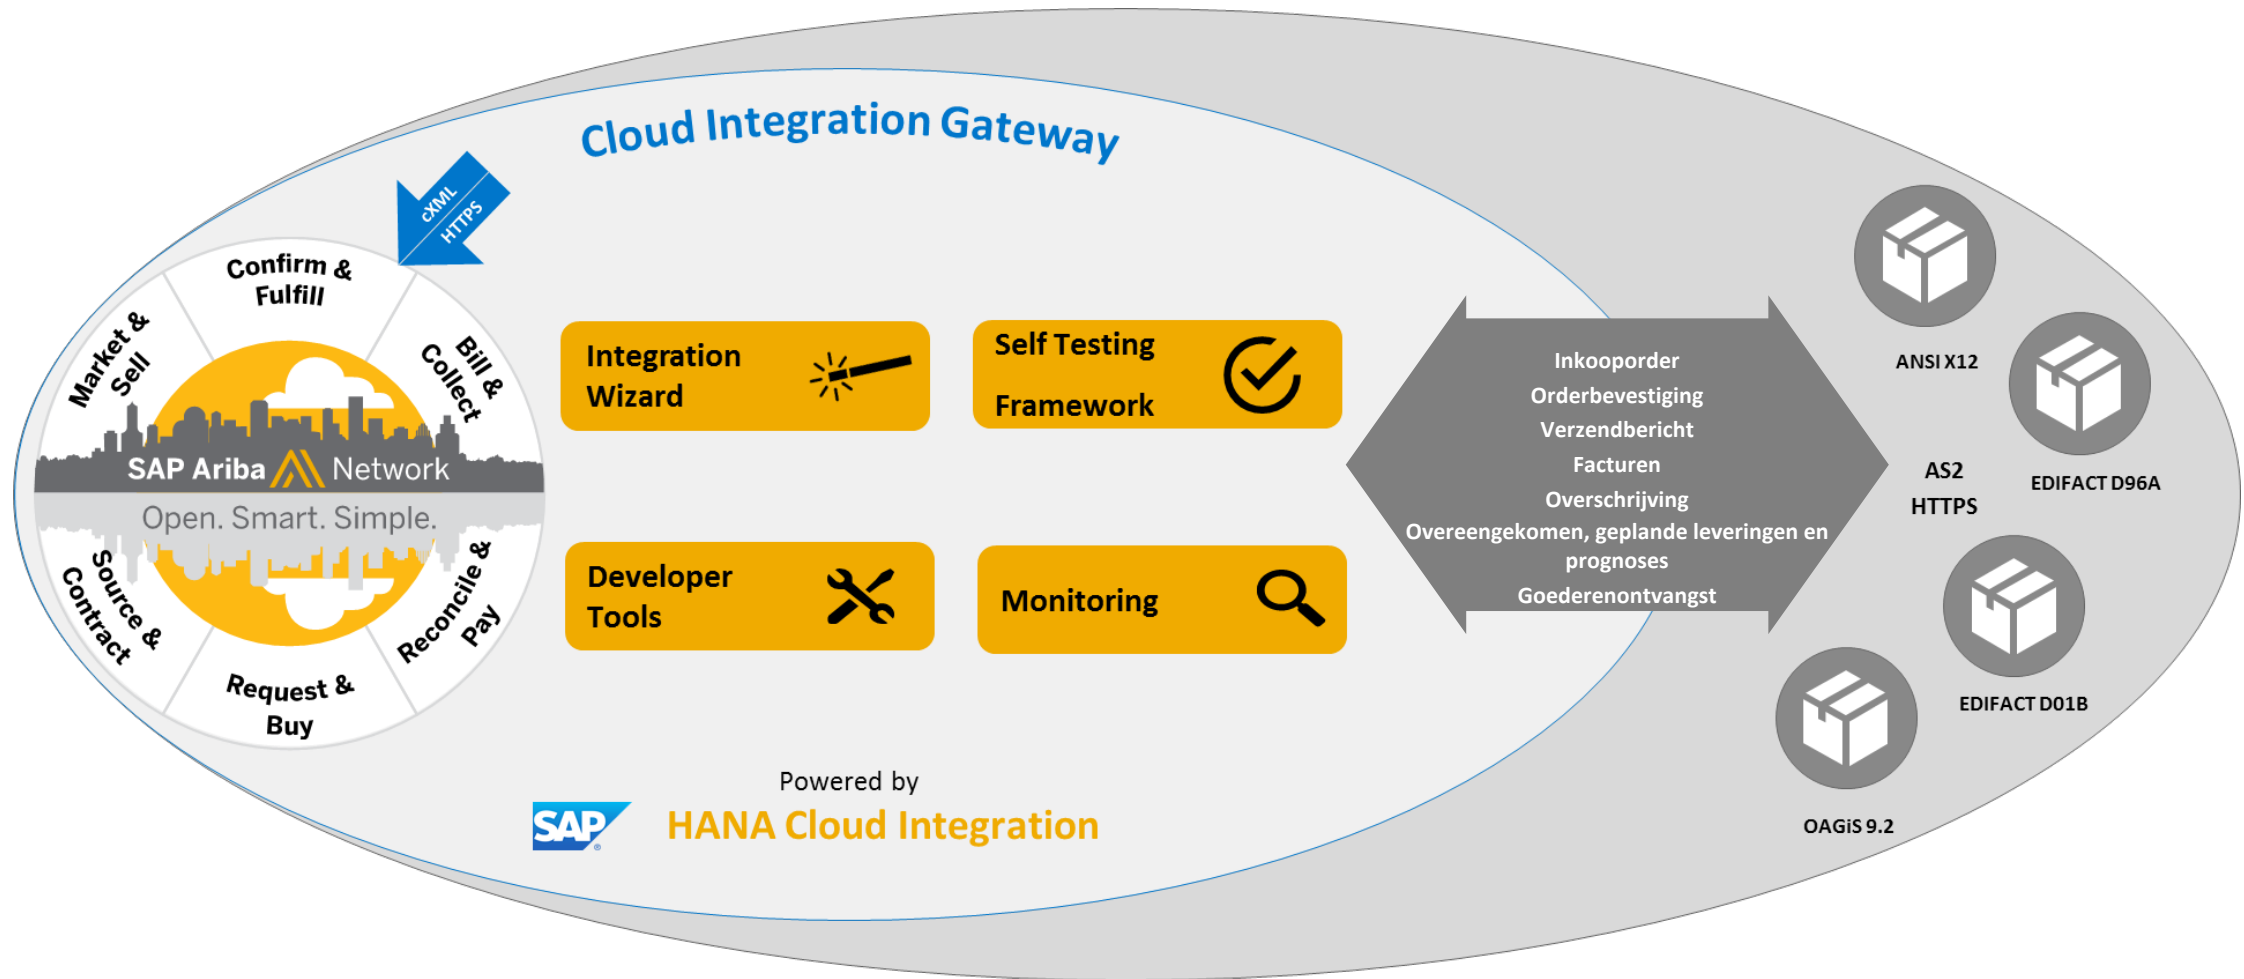 Cloud Integration Gateway
cXML
HTTPS
Confirm &
Fulfill
Market &
Sell
Bill &
Collect
SAP Ariba Network
Open. Smart. Simple.
Source &
Contract
Reconcile &
Pay
Request &
Buy
Integration
Wizard
Self Testing
Framework
Developer
Tools
Monitoring
Powered by
SAP®
HANA Cloud Integration
Inkooporder
Orderbevestiging
Verzendbericht
Facturen
Overschrijving
Overeengekomen, geplande leveringen en
prognoses
Goederenontvangst
ANSI X12
AS2
HTTPS
EDIFACT D96A
EDIFACT D01B
OAGiS 9.2